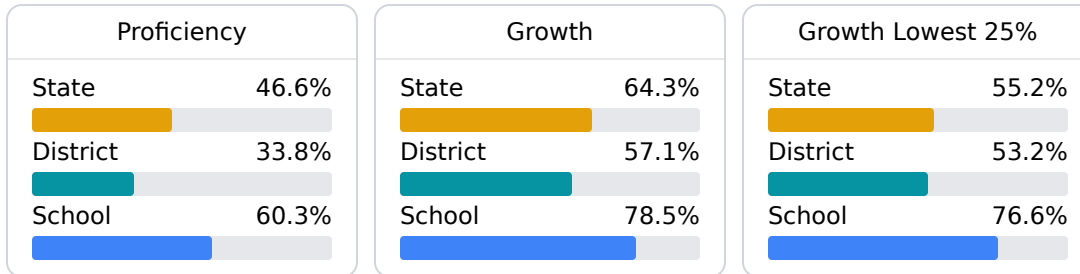 Proficiency
State 46.6%
District 33.8%
School 60.3%
Growth
State 64.3%
District 57.1%
School 78.5%
Growth Lowest 25%
State 55.2%
District 53.2%
School 76.6%